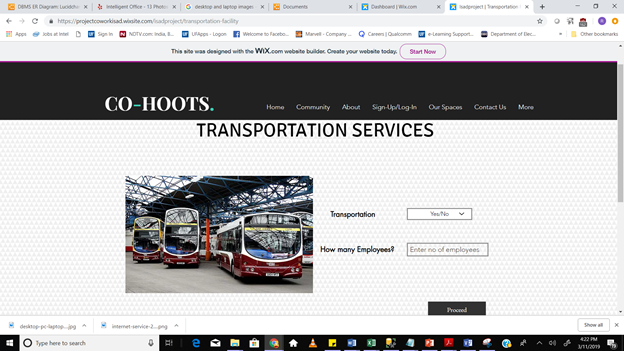 DBMS ER Diagram: Lucidcha
Intelligent Office - 15 Photo
desktop and laptop images
Documents
Dashboard | Wix.com
Isadproject | Transportation
https://projectcoworkisad.wixsite.com/isadproject/transportation-facility
Apps Jobs at Intel Sign In NDTV.com: India, B UFApps - Logon Welcome to Facebo Marvell - Company Careers | Qualcomm e-Learning Support Department of Elec Other bookmarks
This site was designed with the WiX.com website builder. Create your website today. Start Now
CO-HOOTS. Home Community About Sign-Up/Log-In Our Spaces Contact Us More
TRANSPORTATION SERVICES
Transportation Yes/No
How many Employees? Enter no of employees
Proceed
desktop-pc-laptop....jpg internet-service-2....png Show all
Type here to search 4:22 PM
3/11/2019